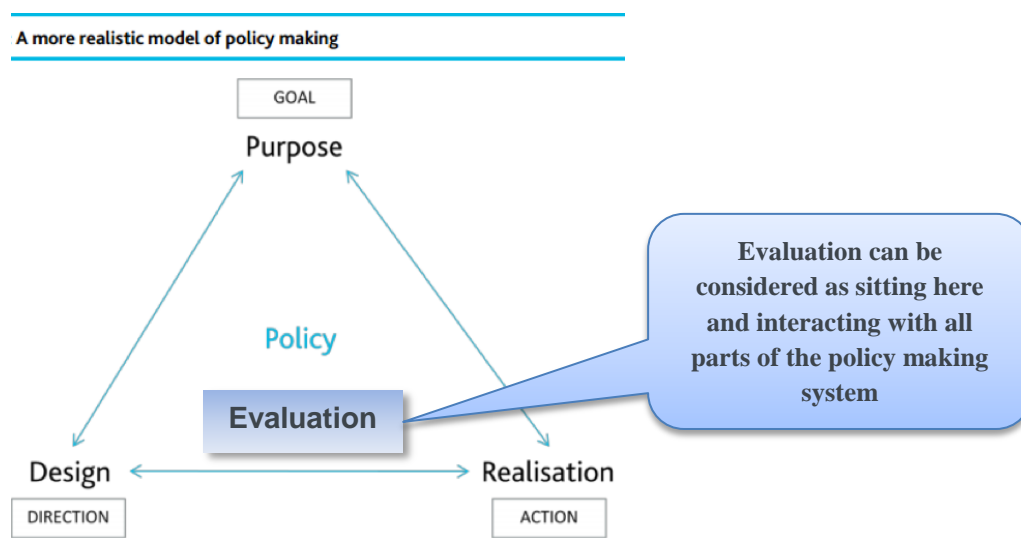 A more realistic model of policy making
GOAL
Purpose
Policy
Evaluation
Evaluation can be
considered as sitting here
and interacting with all
parts of the policy making
system
Design
Realisation
DIRECTION
ACTION